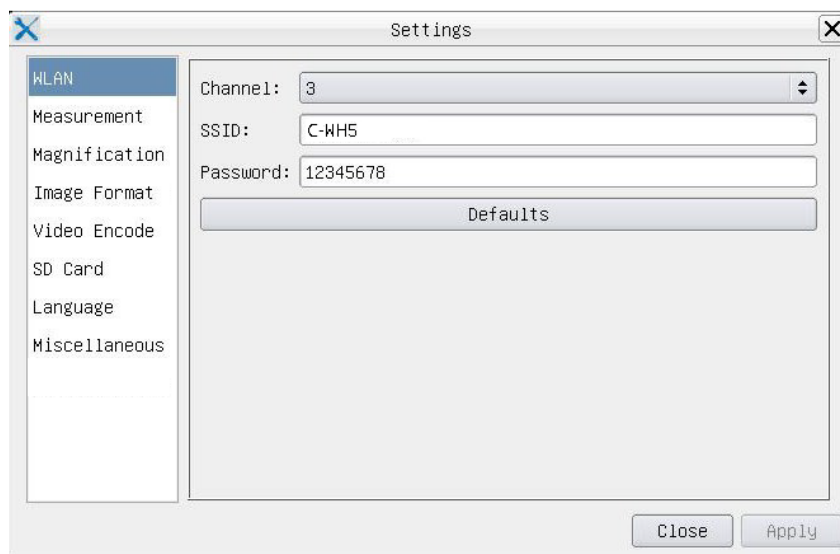 Settings
WLAN
Measurement
Magnification
Image Format
Video Encode
SD Card
Language
Miscellaneous
Channel: 3
SSID: C-WH5
Password: 12345678
Defaults
Close
Apply